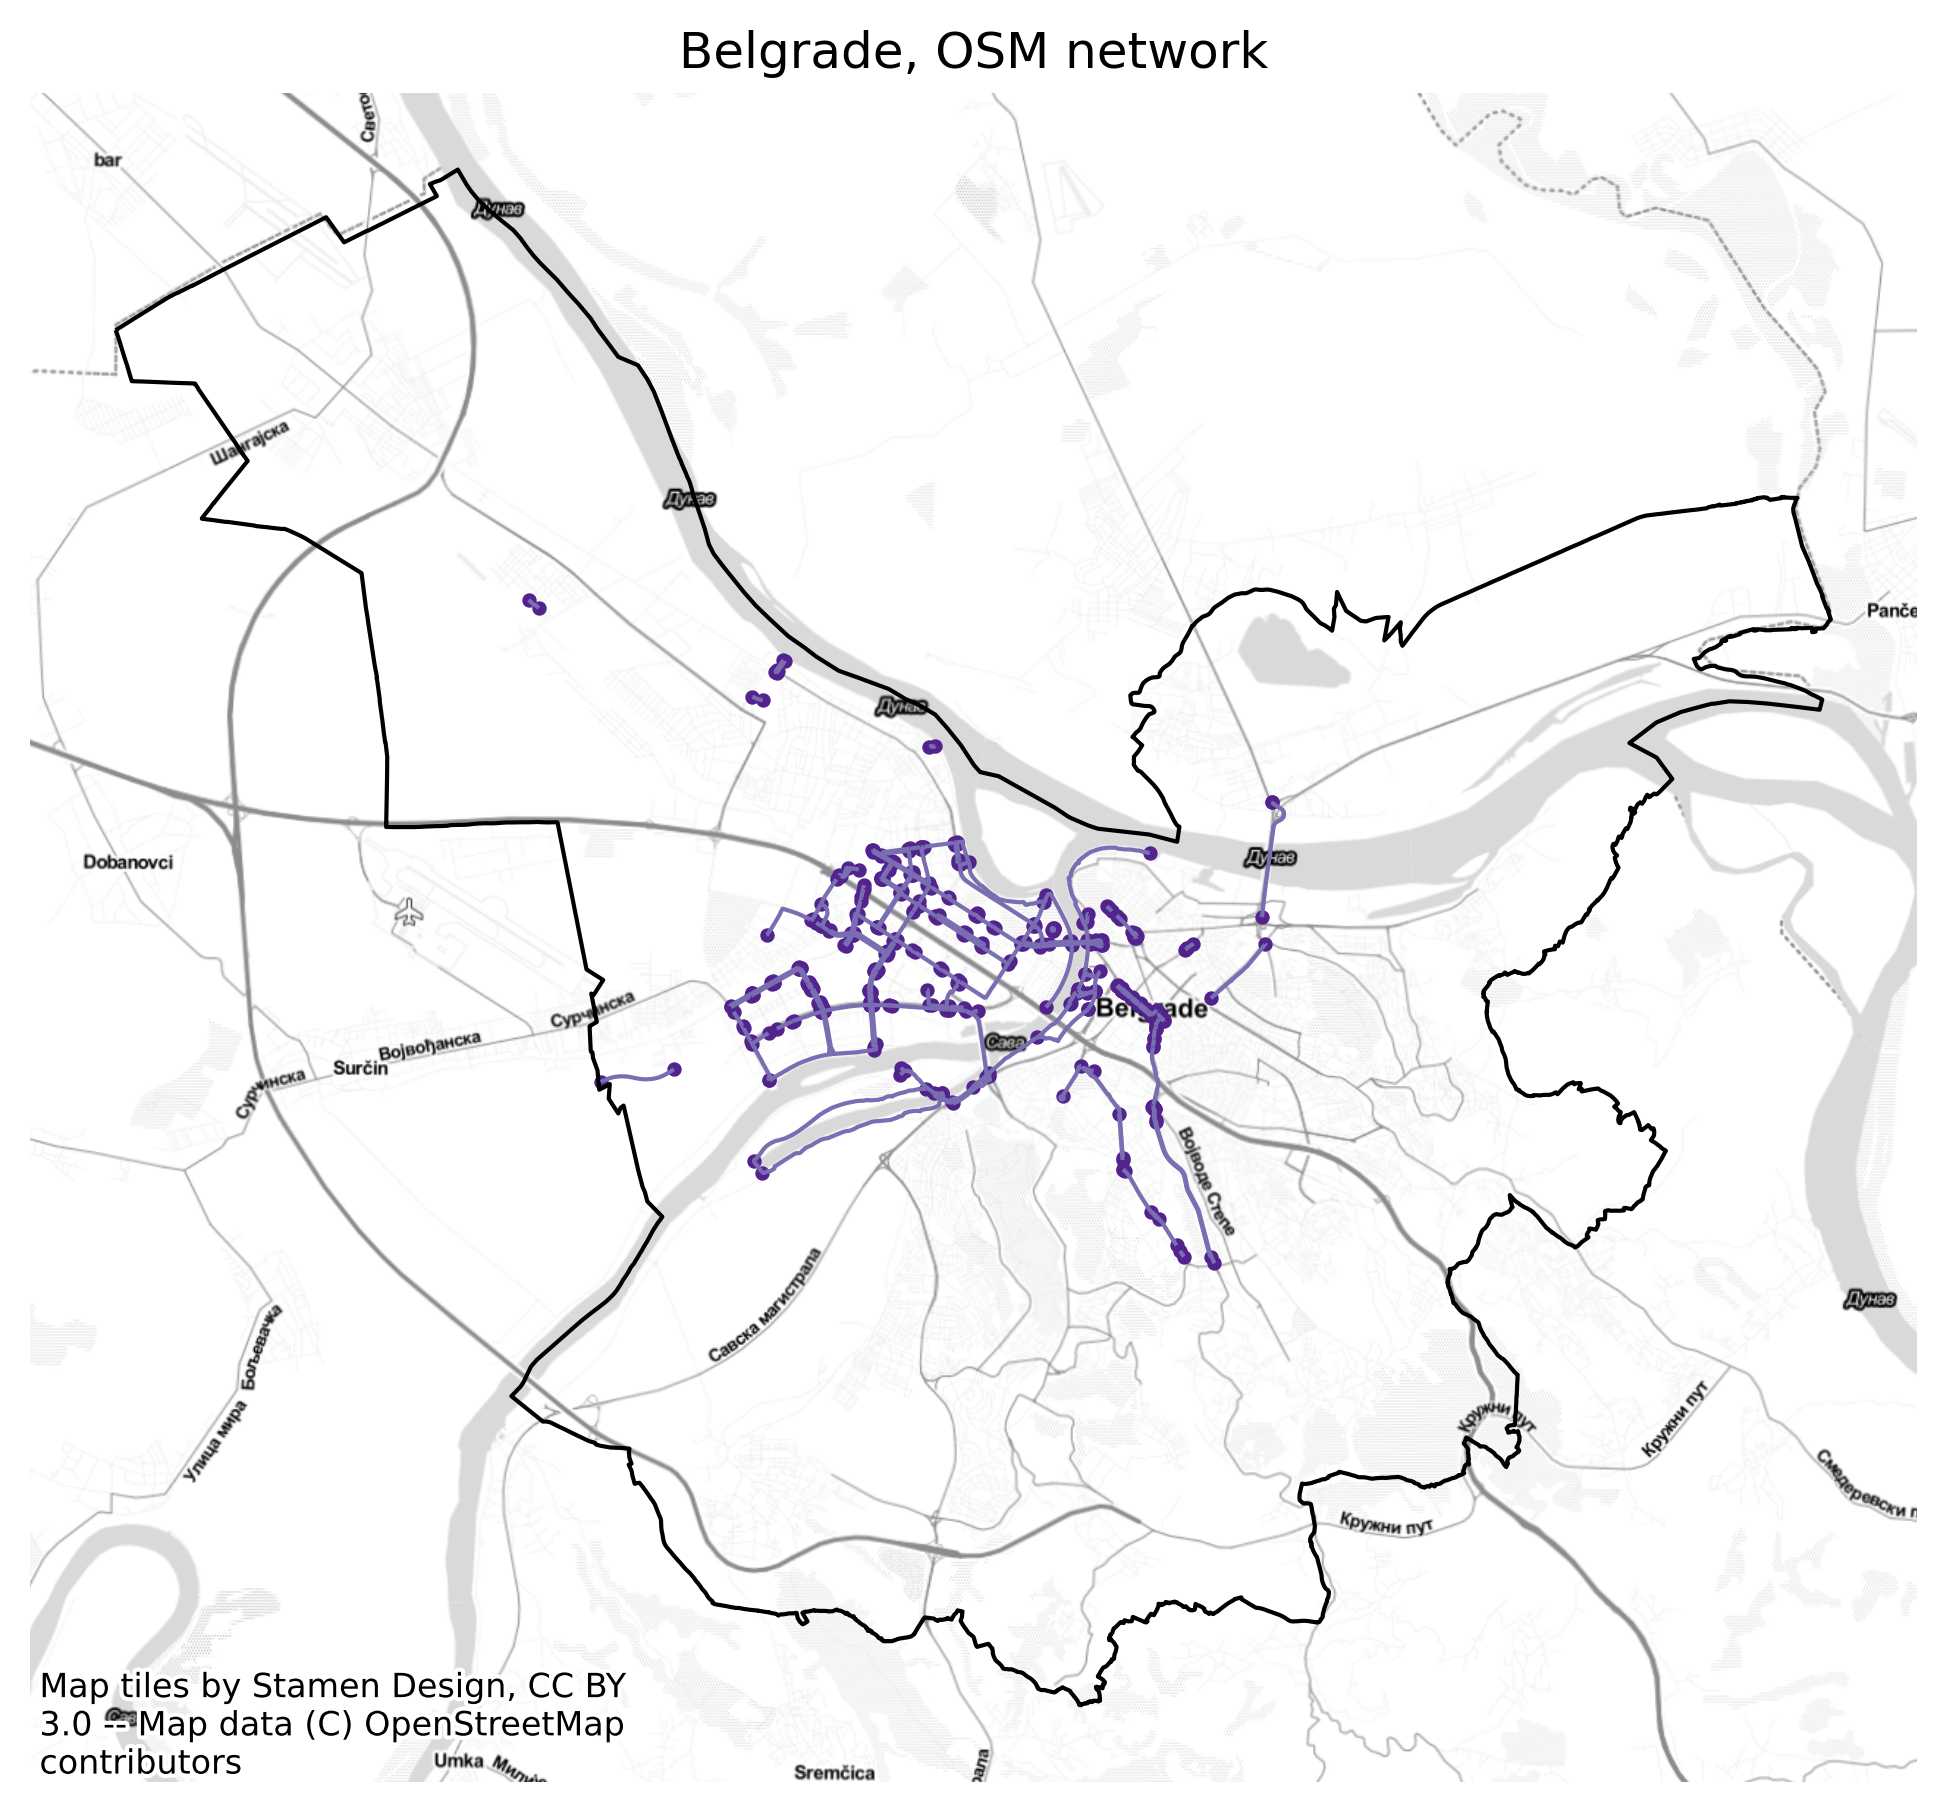 Belgrade, OSM network
bar
Дунав
Шангајска
Дунав
Panče
Дунав
Дунав
Dobanovci
Сурчинска
Belgrade
Војвођанска
Сава
Surčin
Сурчинска
Војводе Степе
Савска магистрала
Дунав
Улица мира
Бољевачка
Кружни пут
Кружни пут
Кружни пут
Смедеревски п
Map tiles by Stamen Design, CC BY
3.0 -- Map data (C) OpenStreetMap
contributors
Umka
Sremčica